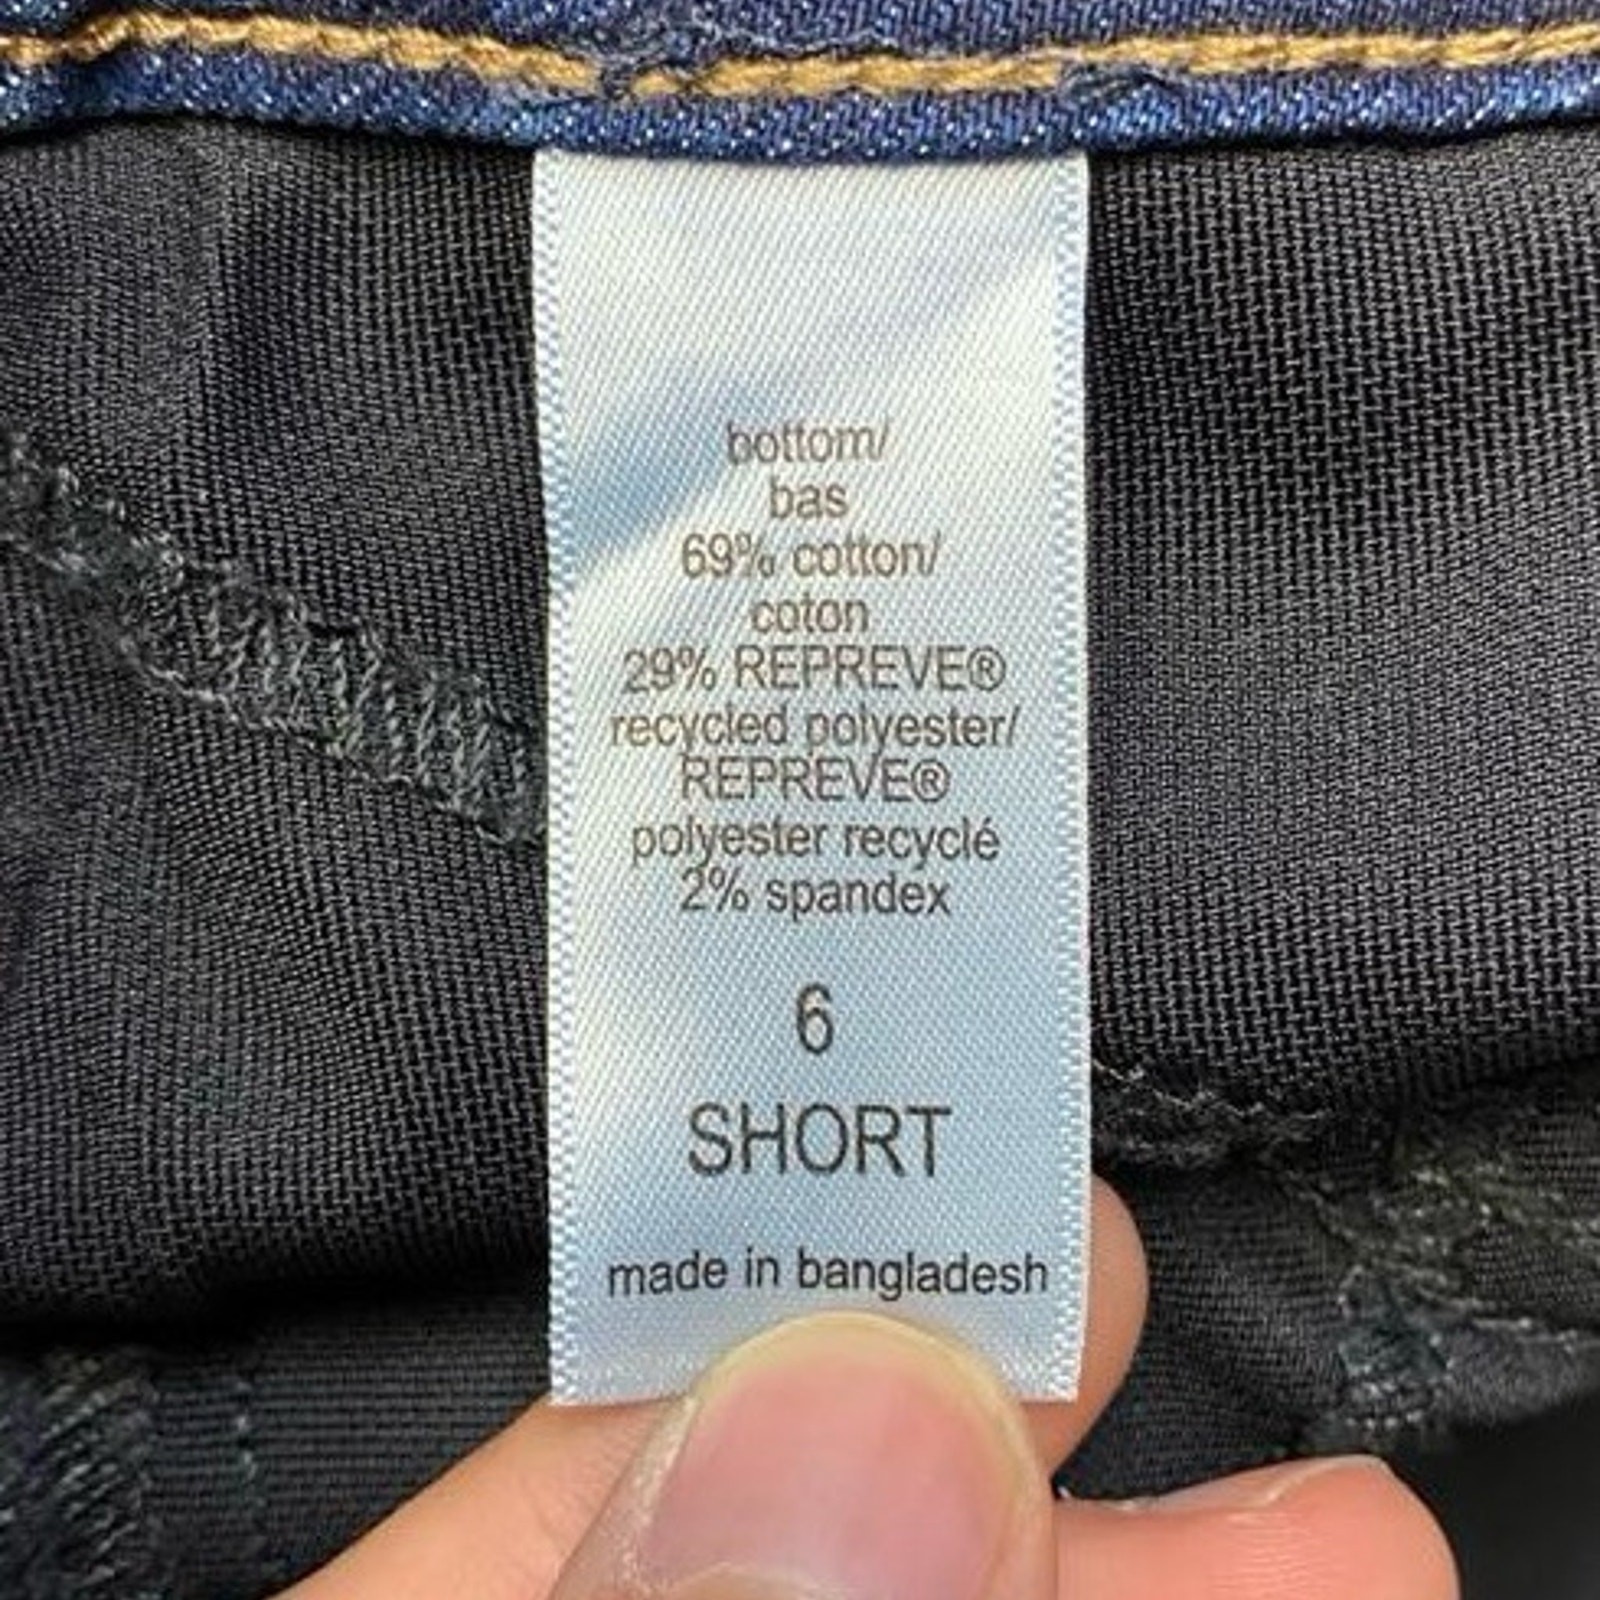 bottom/
bas
69% cotton/
coton
29% REPREVE®
recycled polyester/
REPREVE®
polyester recyclé
2% spandex
6
SHORT
made in bangladesh